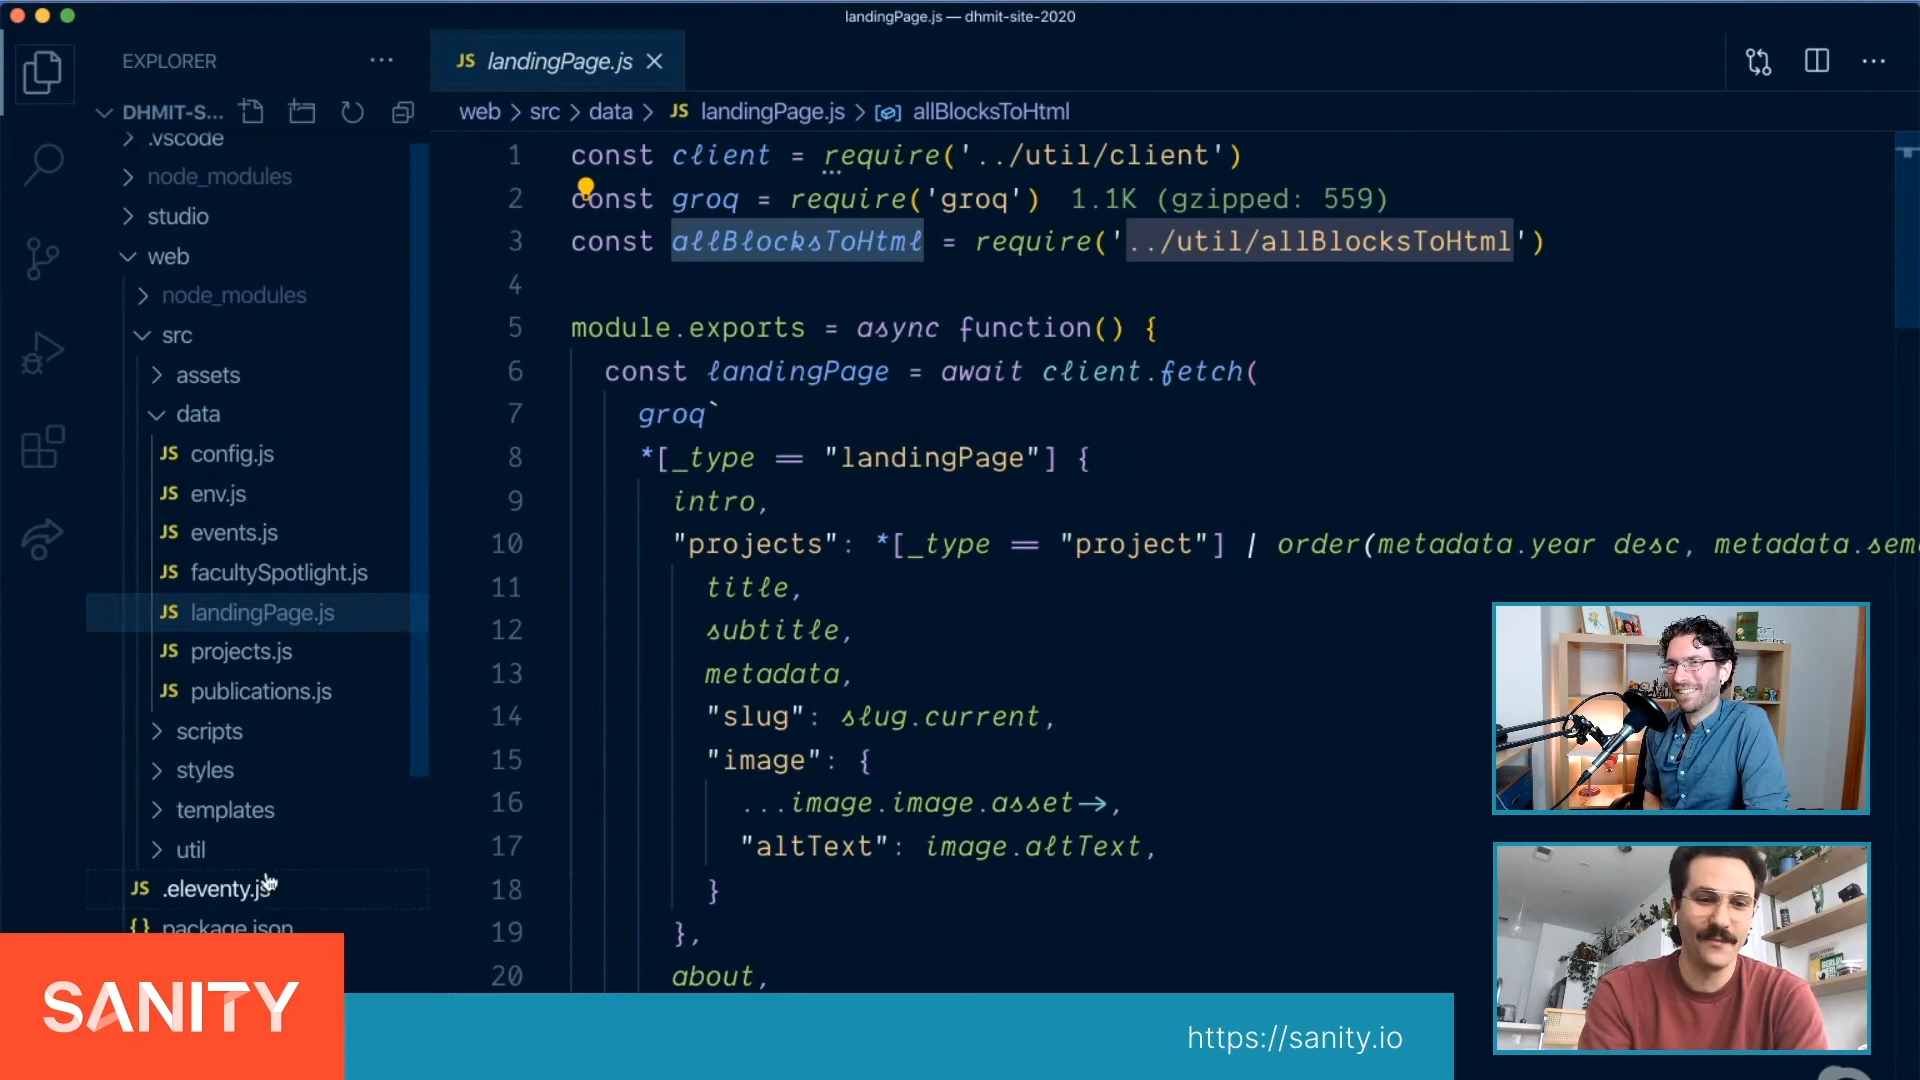 landingPage.js — dhmit-site-2020
EXPLORER
JS landingPage.js
DHMIT-S...
web > src > data > JS landingPage.js > allBlocksToHtml
.vscode
node_modules
studio
web
node_modules
src
assets
data
JS config.js
JS env.js
JS events.js
JS facultySpotlight.js
JS landingPage.js
JS projects.js
JS publications.js
scripts
styles
templates
util
JS .eleventy.js
{} package.json
1 const client = require('../util/client')
2 const groq = require('groq') 1.1K (gzipped: 559)
3 const allBlocksToHtml = require('../util/allBlocksToHtml')
4
5 module.exports = async function() {
6 const landingPage = await client.fetch(
7 groq`
8 *[_type == "landingPage"] {
9 intro,
10 "projects": *[_type == "project"] | order(metadata.year desc, metadata.sem
11 title,
12 subtitle,
13 metadata,
14 "slug": slug.current,
15 "image": {
16 ...image.image.asset->,
17 "altText": image.altText,
18 }
19 },
20 about,
SANITY
https://sanity.io